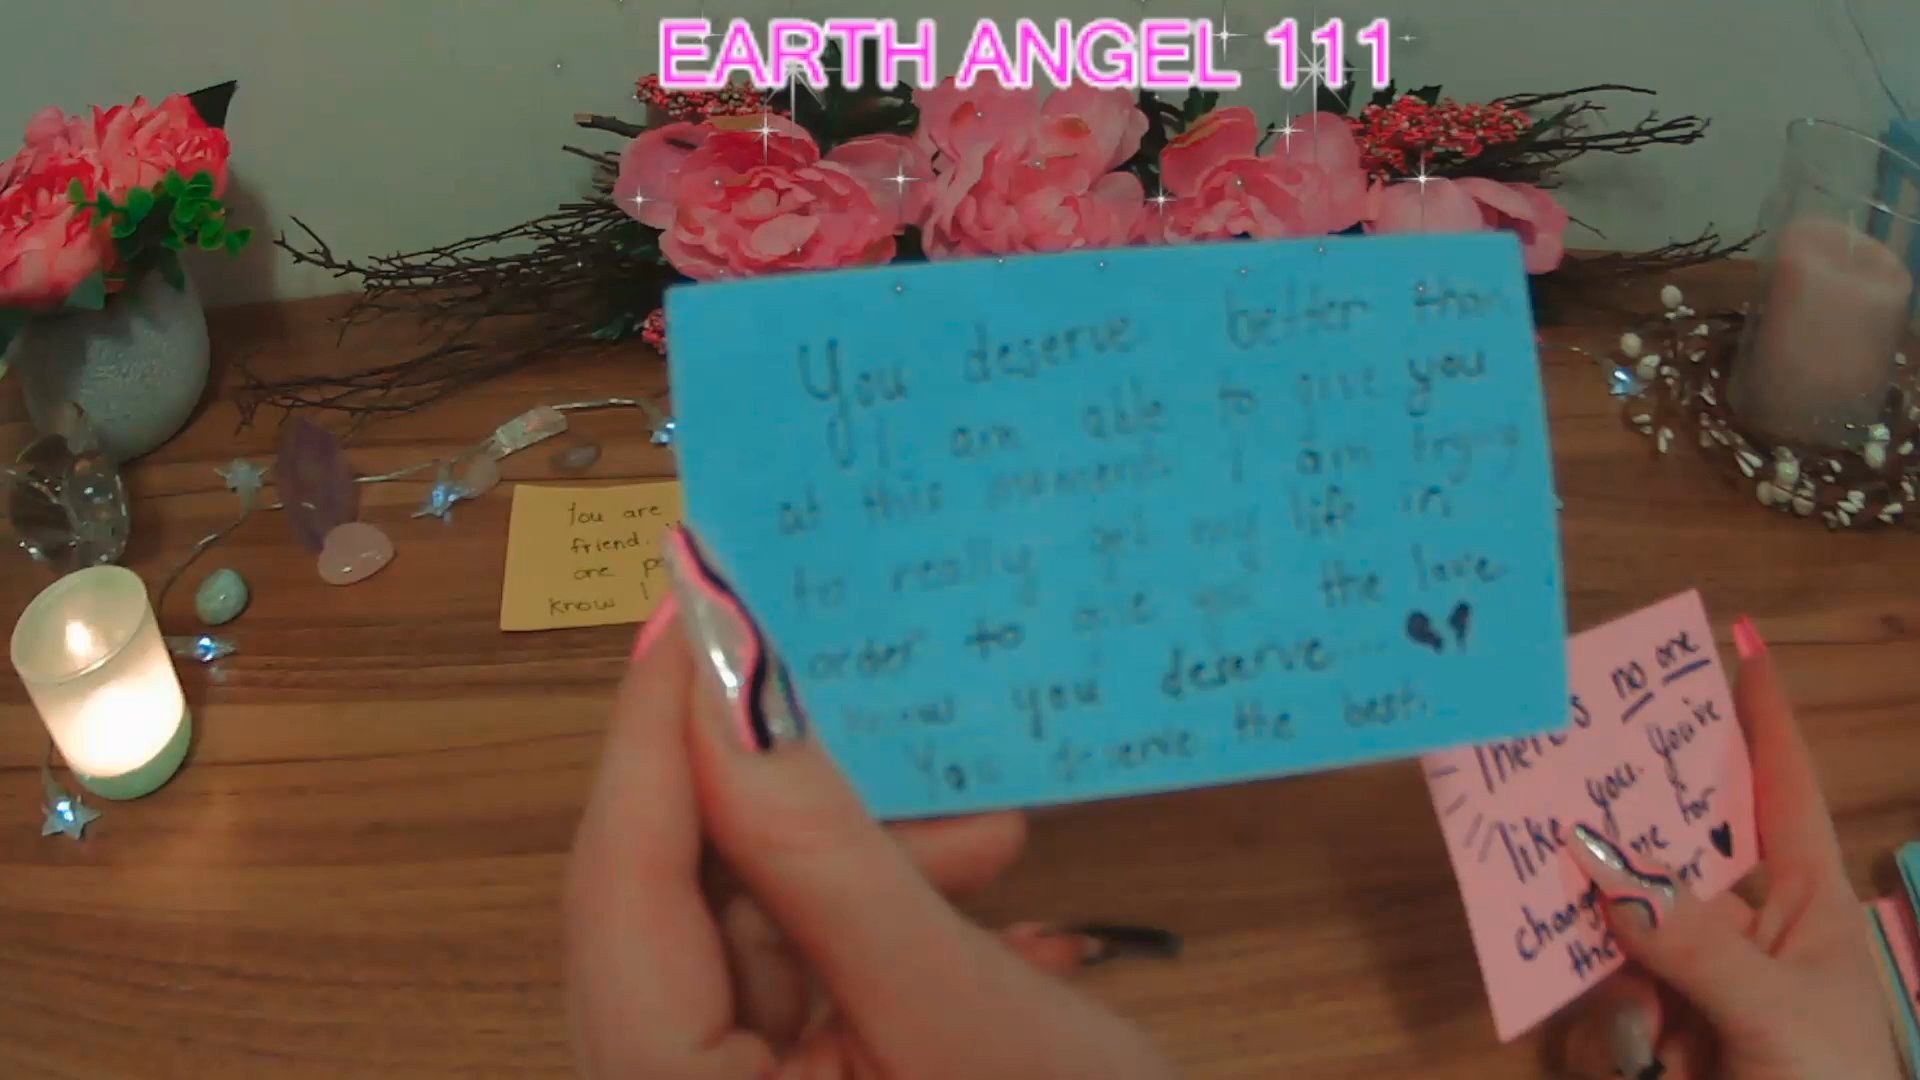 EARTH ANGEL 111
You deserve better than
I am able to give you
at this moment. I am trying
to really get my life in
order to give you the love
I know you deserve...
You deserve the best.
You are
friend.
one
know I
There's no one
like you. You've
me for
the